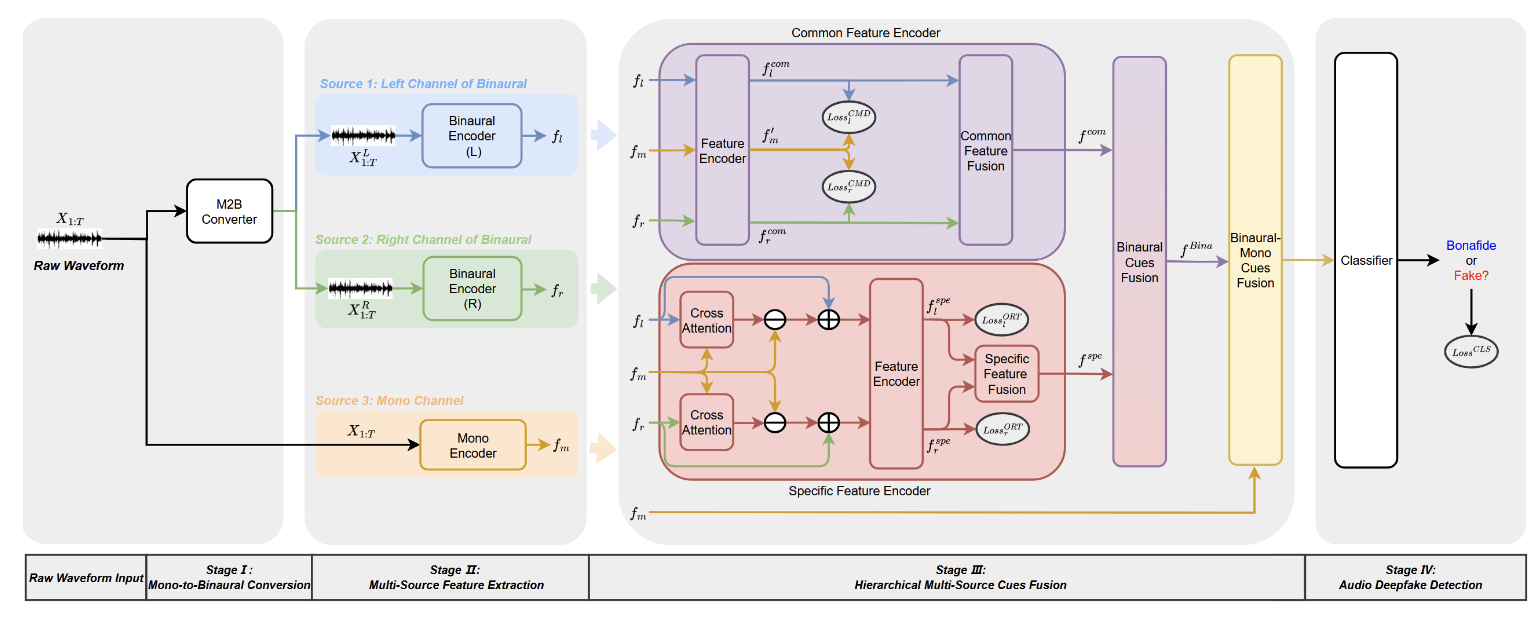 X_{1:T}
Raw Waveform
M2B
Converter
Source 1: Left Channel of Binaural
X^L_{1:T}
Binaural
Encoder
(L)
f_l
Source 2: Right Channel of Binaural
X^R_{1:T}
Binaural
Encoder
(R)
f_r
Source 3: Mono Channel
X_{1:T}
Mono
Encoder
f_m
Common Feature Encoder
f_l
f_m
f_r
Feature
Encoder
f_l^{com}
f_m'
f_r^{com}
Loss_l^{CMD}
Loss_r^{CMD}
Common
Feature
Fusion
f^{com}
f_l
f_m
f_r
Cross
Attention
Cross
Attention
Feature
Encoder
f_l^{spe}
f_r^{spe}
Loss_l^{ORT}
Specific
Feature
Fusion
Loss_r^{ORT}
f^{spe}
Specific Feature Encoder
f_m
Binaural
Cues
Fusion
f^{Bina}
Binaural-
Mono
Cues
Fusion
Classifier
Bonafide
or
Fake?
Loss^{CLS}
Raw Waveform Input
Stage I:
Mono-to-Binaural Conversion
Stage II:
Multi-Source Feature Extraction
Stage III:
Hierarchical Multi-Source Cues Fusion
Stage IV:
Audio Deepfake Detection